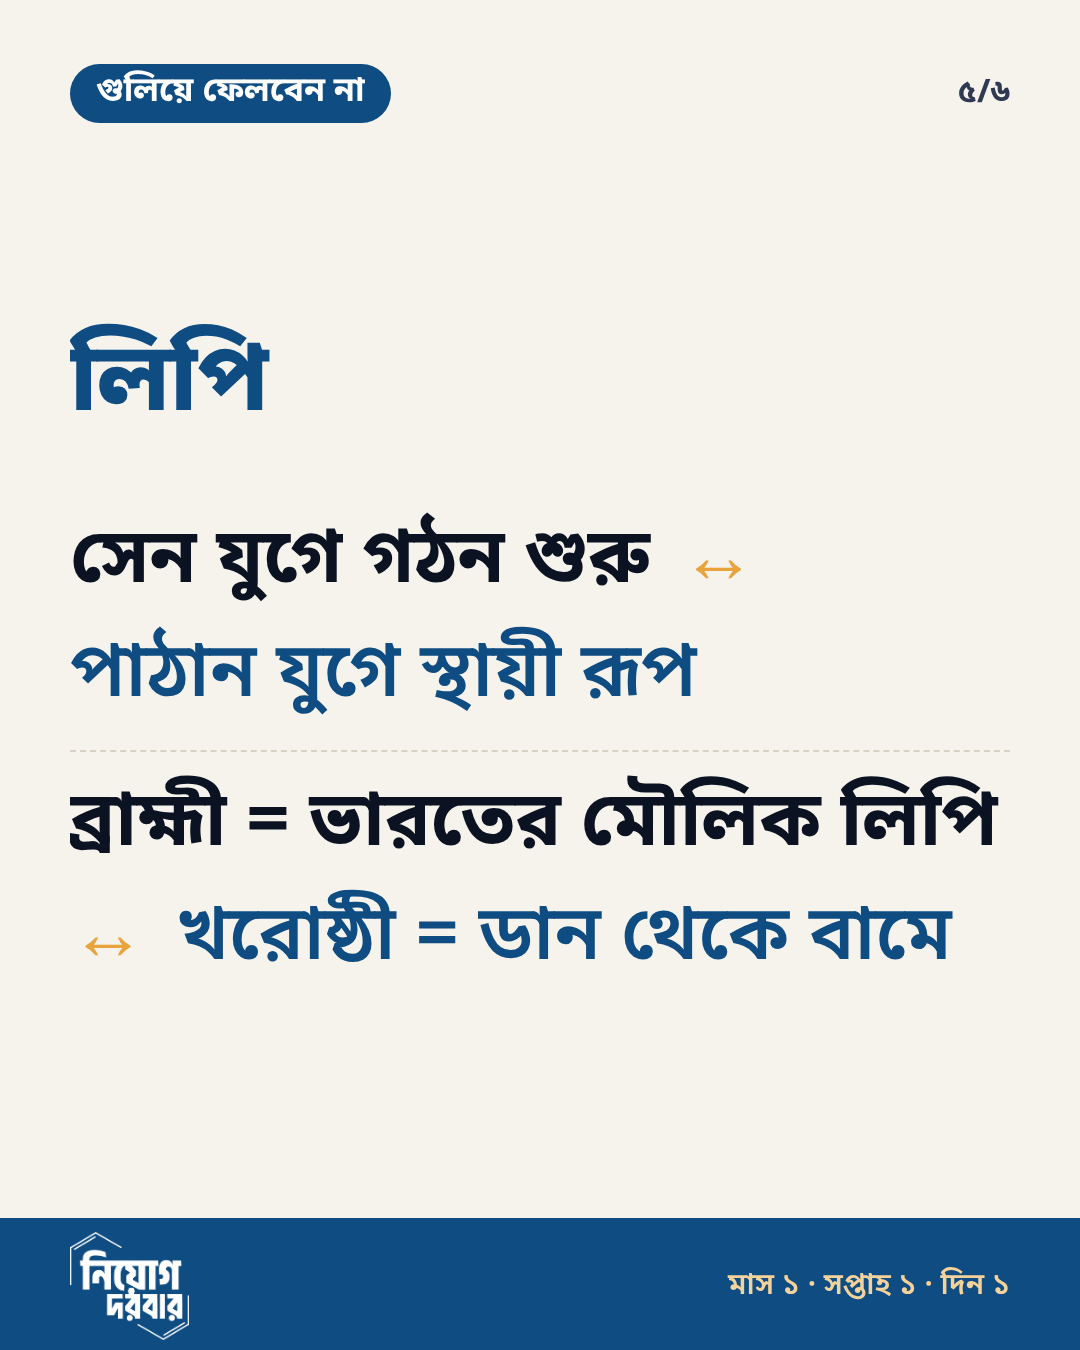 গুলিয়ে ফেলবেন না
৫/৬
লিপি
সেন যুগে গঠন শুরু ↔
পাঠান যুগে স্থায়ী রূপ
ব্রাহ্মী = ভারতের মৌলিক লিপি
↔ খরোষ্ঠী = ডান থেকে বামে
নিয়োগ
দরবার
মাস ১ · সপ্তাহ ১ · দিন ১